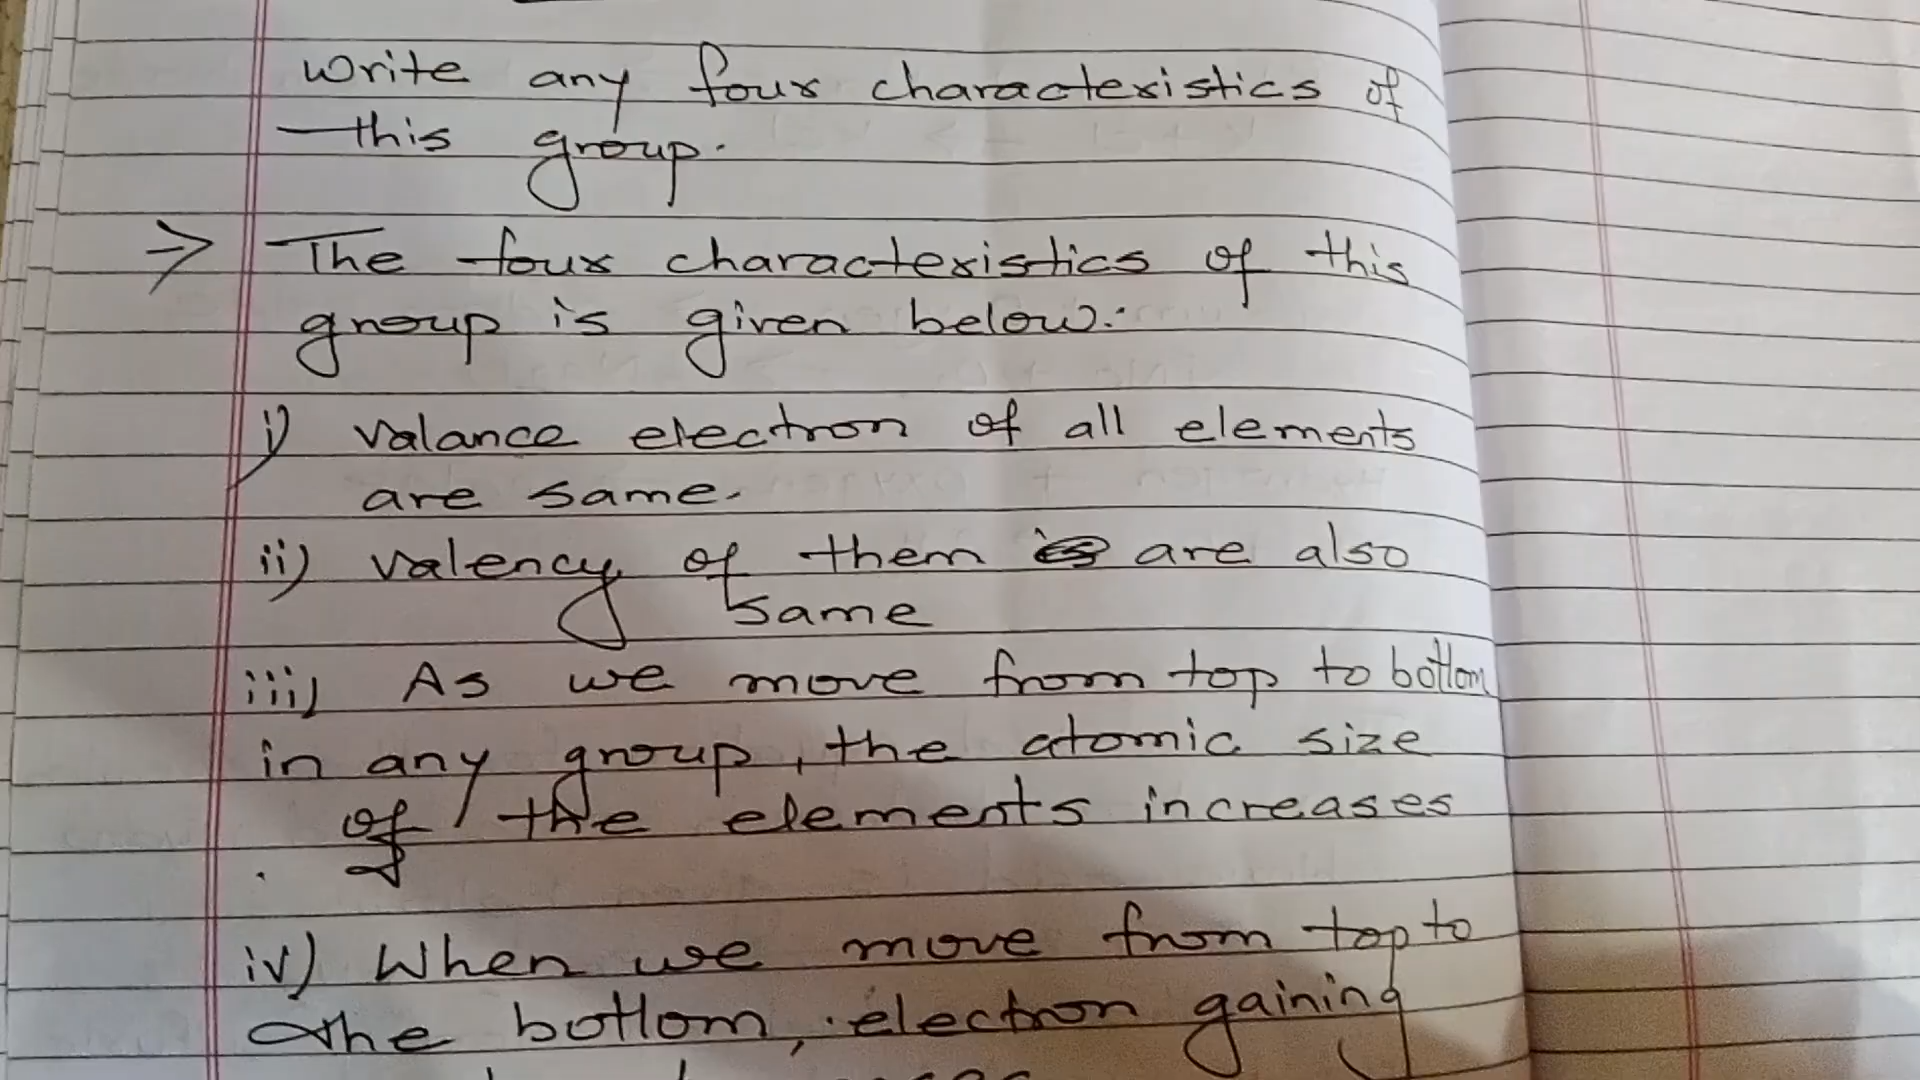 write any four characteristics of
this group.
⇒ The four characteristics of this
group is given below:
i) valance electron of all elements
are same.
ii) valency of them is are also
same
iii) As we move from top to bottom
in any group, the atomic size
of the elements increases
.
iv) When we move from top to
the bottom, electron gaining